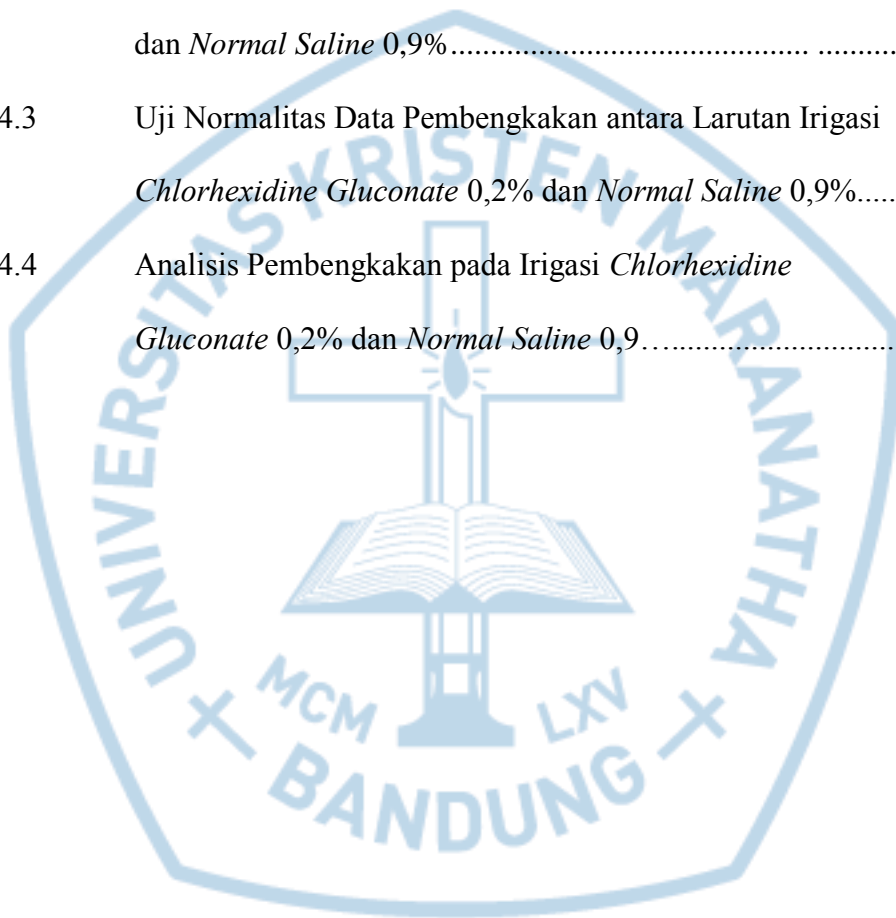 dan Normal Saline 0,9%............................................... ..........
4.3 Uji Normalitas Data Pembengkakan antara Larutan Irigasi
Chlorhexidine Gluconate 0,2% dan Normal Saline 0,9%.....
4.4 Analisis Pembengkakan pada Irigasi Chlorhexidine
Gluconate 0,2% dan Normal Saline 0,9….............................
UNIVERSITAS KRISTEN MARANATHA
MCM LXV
BANDUNG